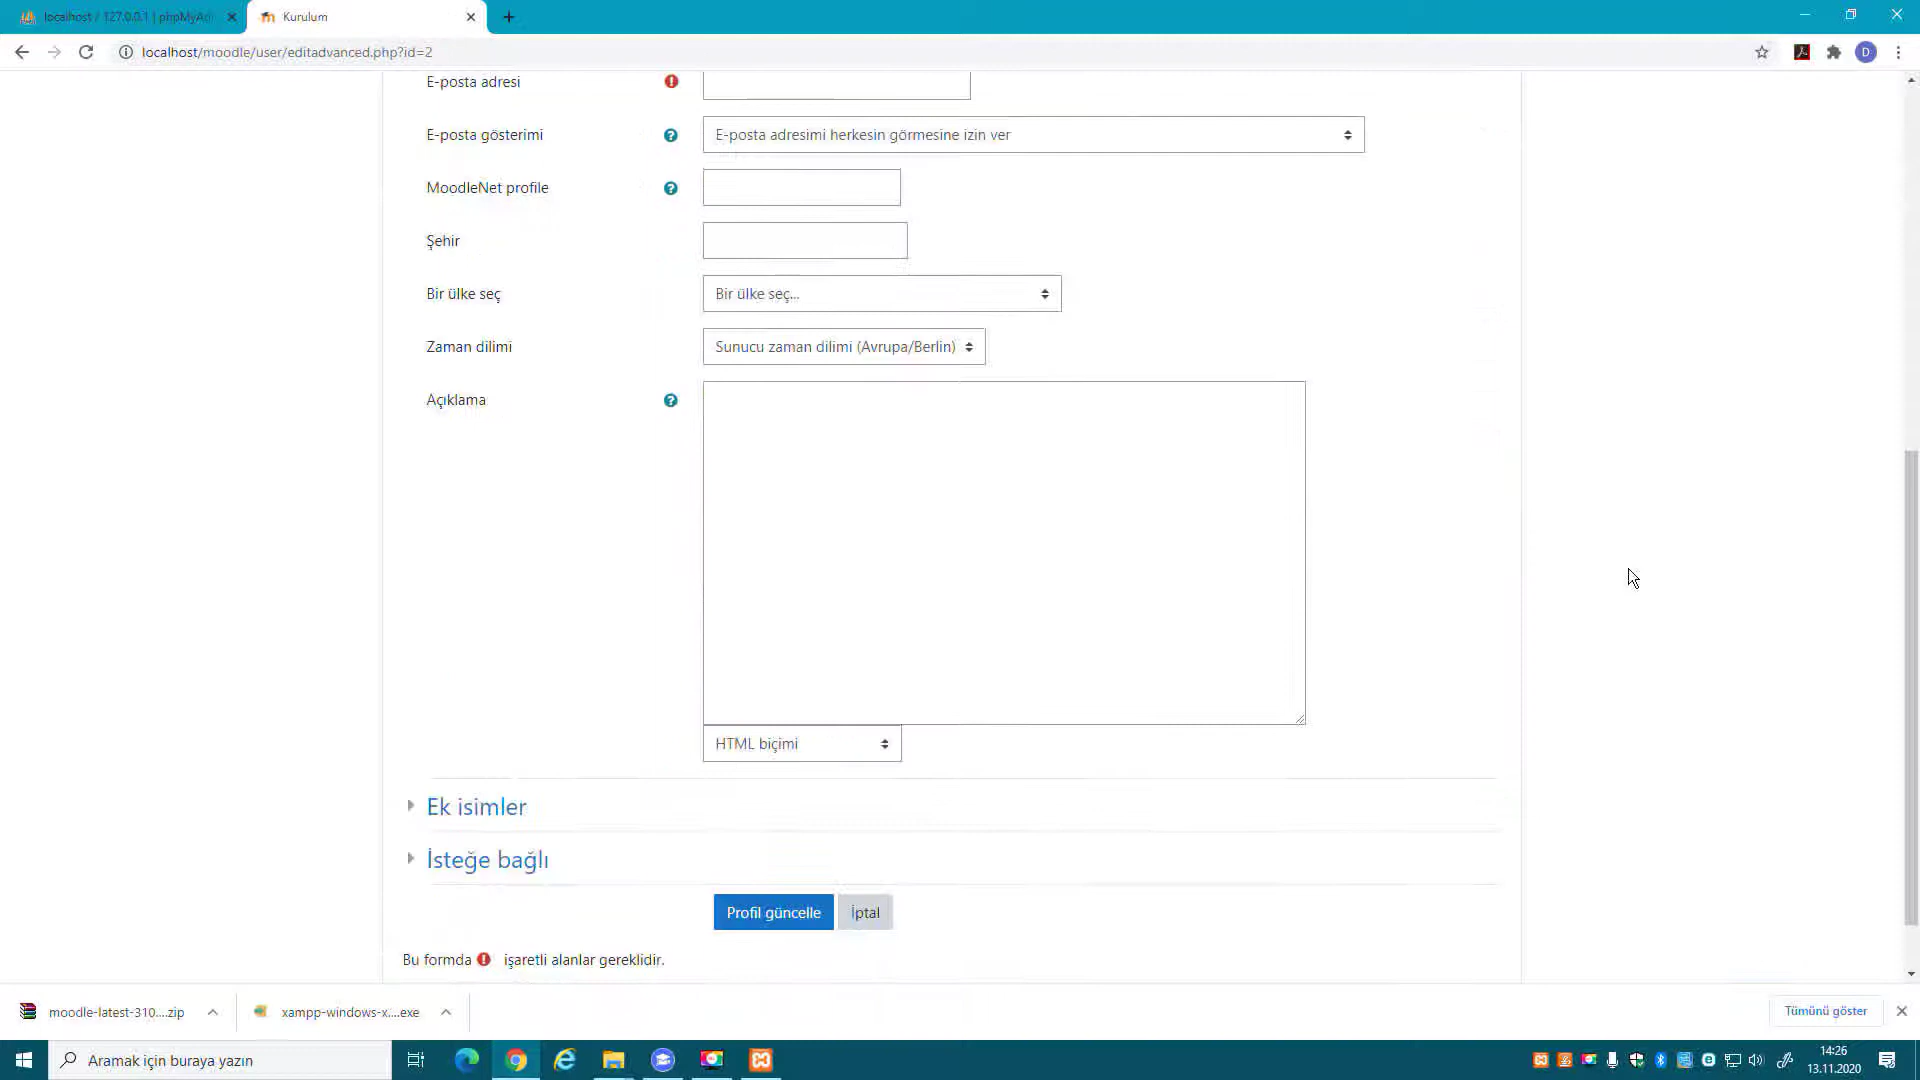 localhost / 127.0.0.1 | phpMyAd
Kurulum
localhost/moodle/user/editadvanced.php?id=2
D
E-posta adresi
E-posta gösterimi
E-posta adresimi herkesin görmesine izin ver
MoodleNet profile
Şehir
Bir ülke seç
Bir ülke seç...
Zaman dilimi
Sunucu zaman dilimi (Avrupa/Berlin)
Açıklama
HTML biçimi
Ek isimler
İsteğe bağlı
Profil güncelle
İptal
Bu formda işaretli alanlar gereklidir.
moodle-latest-310....zip
xampp-windows-x....exe
Tümünü göster
Aramak için buraya yazın
14:26
13.11.2020